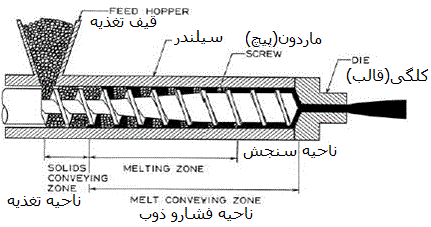 FEED HOPPER
قیف تغذیه
سیلندر
ماردون(پیچ)
SCREW
DIE
کلگی(قالب)
ناحیه سنجش
SOLIDS
CONVEYING
ZONE
MELTING ZONE
MELT CONVEYING ZONE
ناحیه تغذیه
ناحیه فشارو ذوب